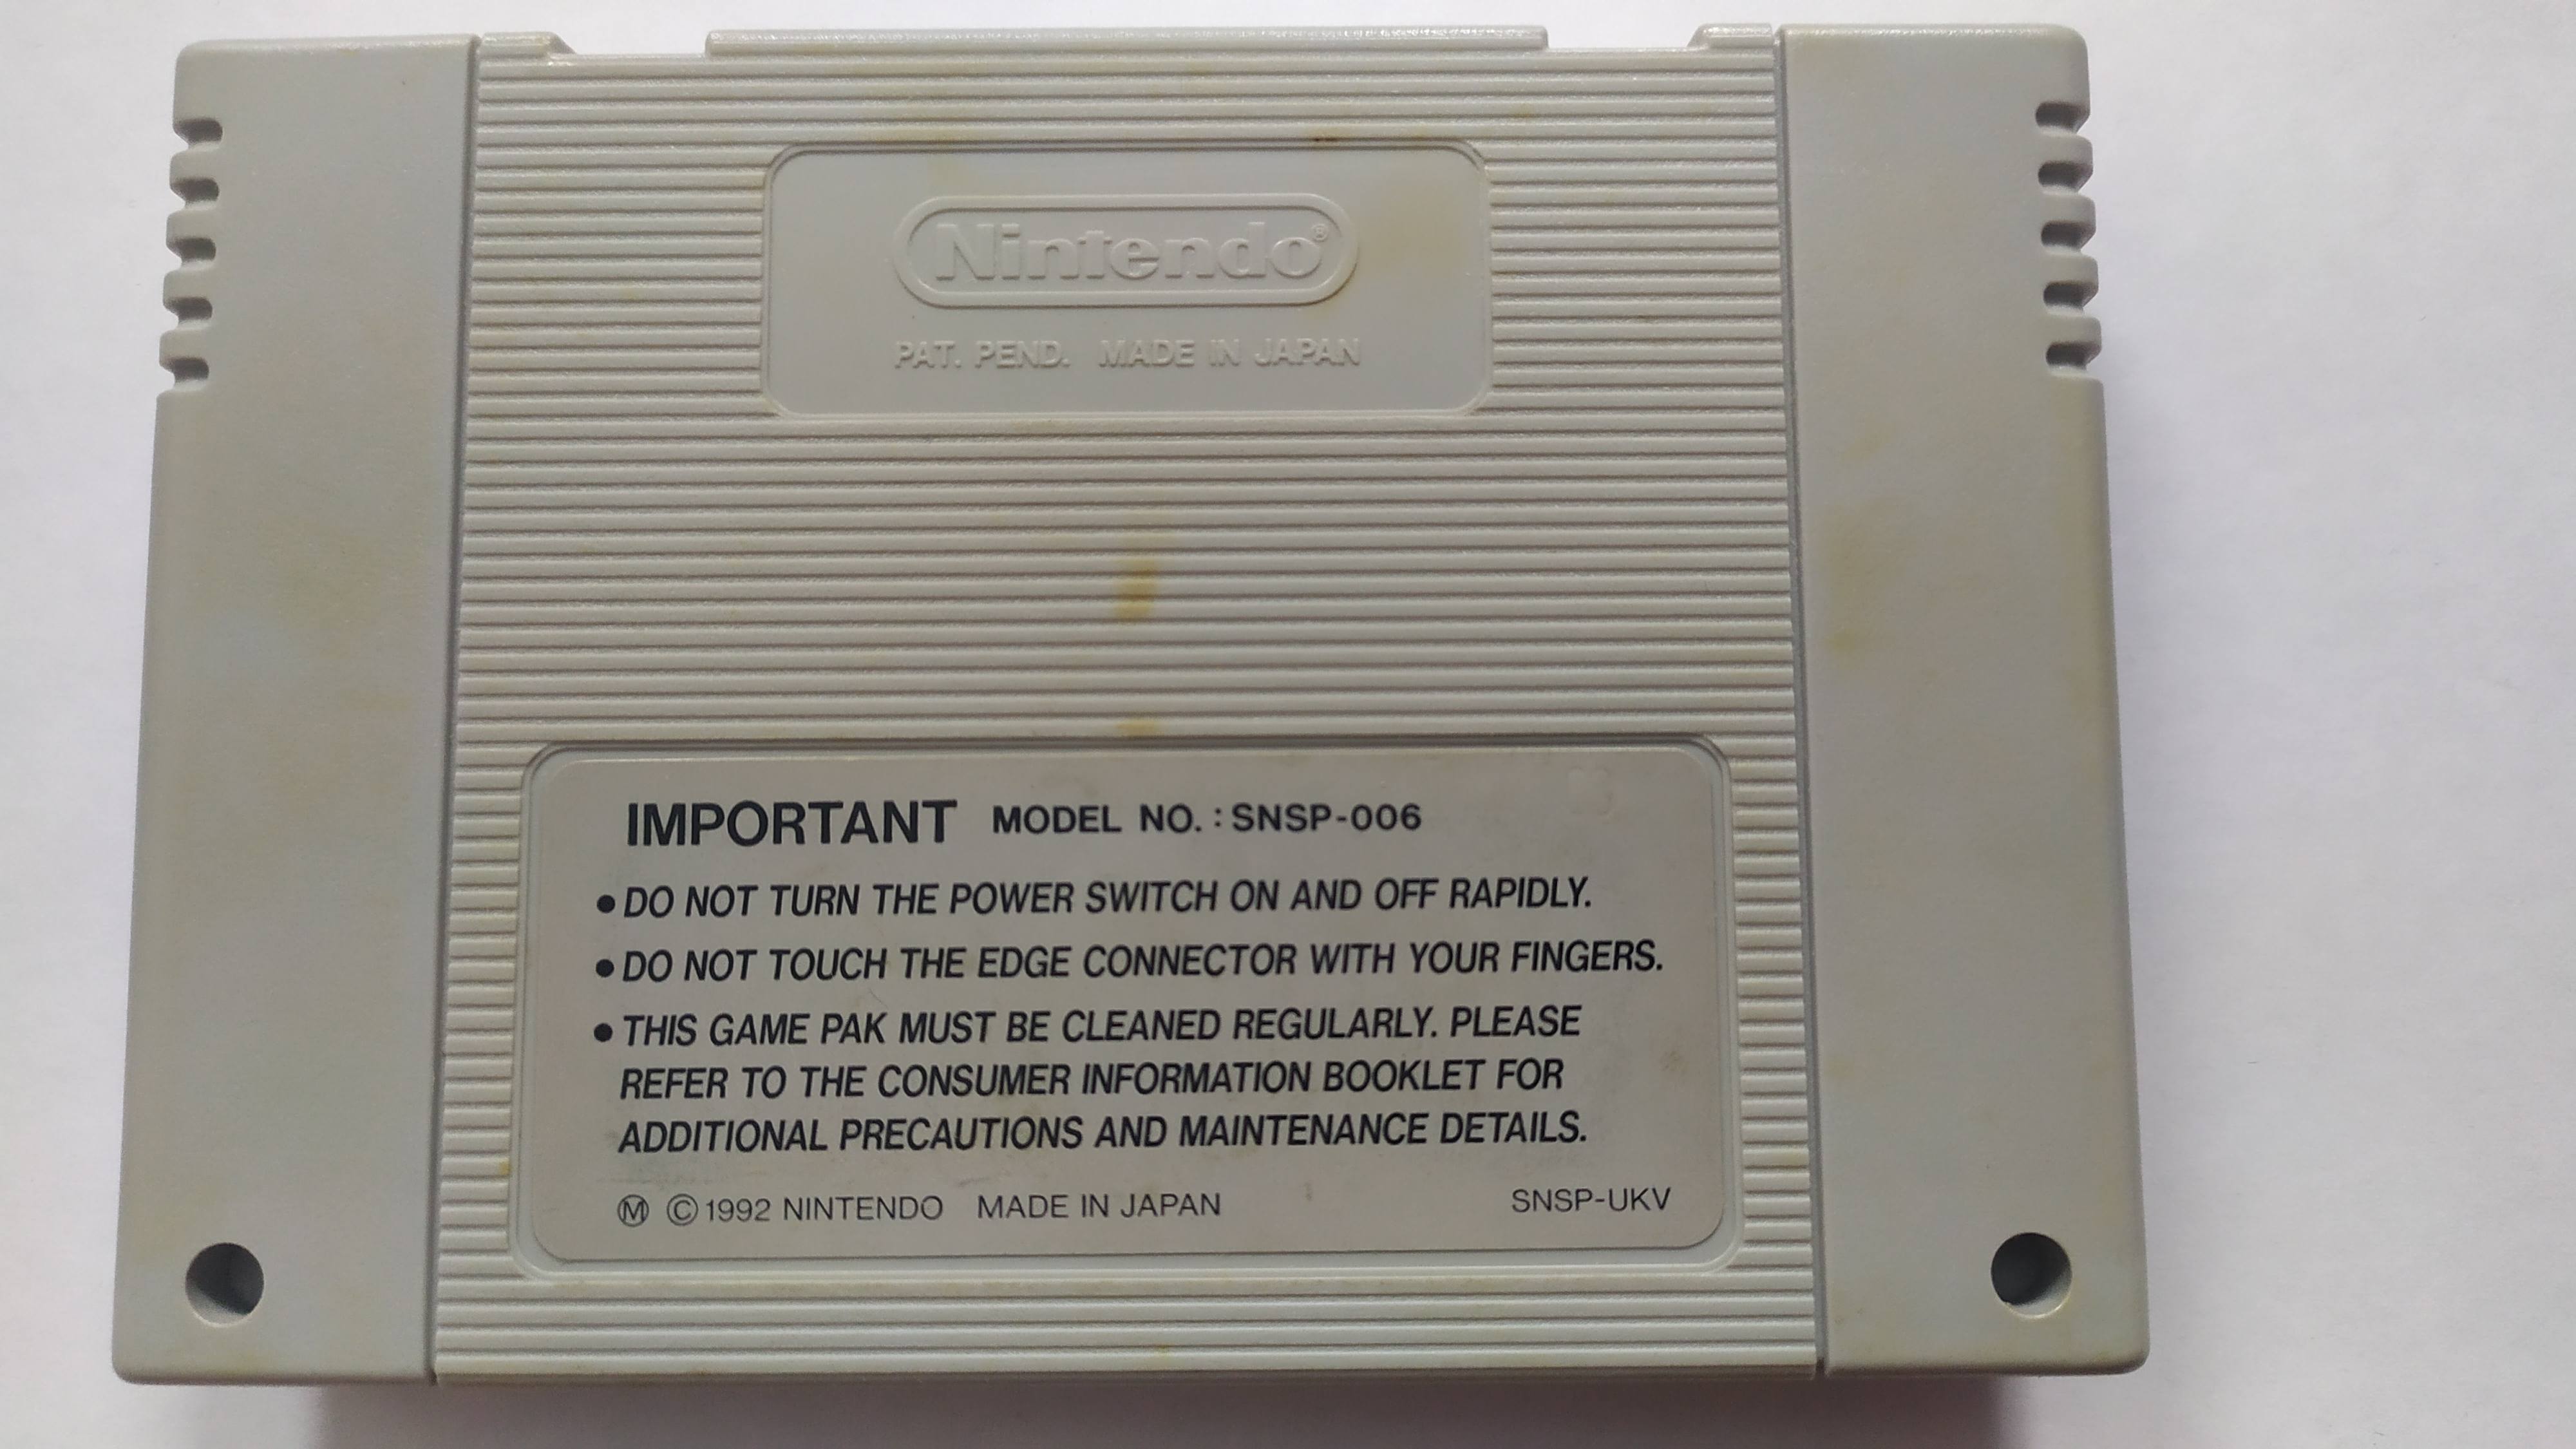 Nintendo®
PAT. PEND. MADE IN JAPAN
IMPORTANT MODEL NO. : SNSP-006
●DO NOT TURN THE POWER SWITCH ON AND OFF RAPIDLY.
●DO NOT TOUCH THE EDGE CONNECTOR WITH YOUR FINGERS.
●THIS GAME PAK MUST BE CLEANED REGULARLY. PLEASE
REFER TO THE CONSUMER INFORMATION BOOKLET FOR
ADDITIONAL PRECAUTIONS AND MAINTENANCE DETAILS.
Ⓜ ©1992 NINTENDO MADE IN JAPAN SNSP-UKV